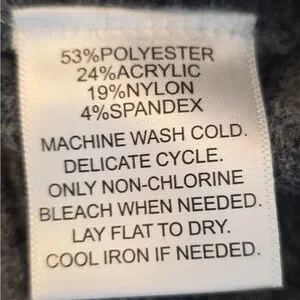 53%POLYESTER
24%ACRYLIC
19%NYLON
4%SPANDEX
MACHINE WASH COLD.
DELICATE CYCLE.
ONLY NON-CHLORINE
BLEACH WHEN NEEDED.
LAY FLAT TO DRY.
COOL IRON IF NEEDED.